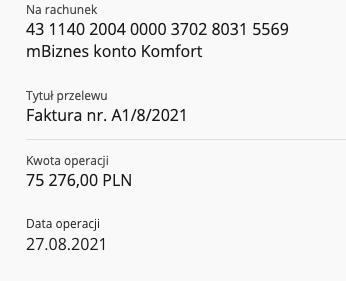 Na rachunek
43 1140 2004 0000 3702 8031 5569
mBiznes konto Komfort
Tytuł przelewu
Faktura nr. A1/8/2021
Kwota operacji
75 276,00 PLN
Data operacji
27.08.2021